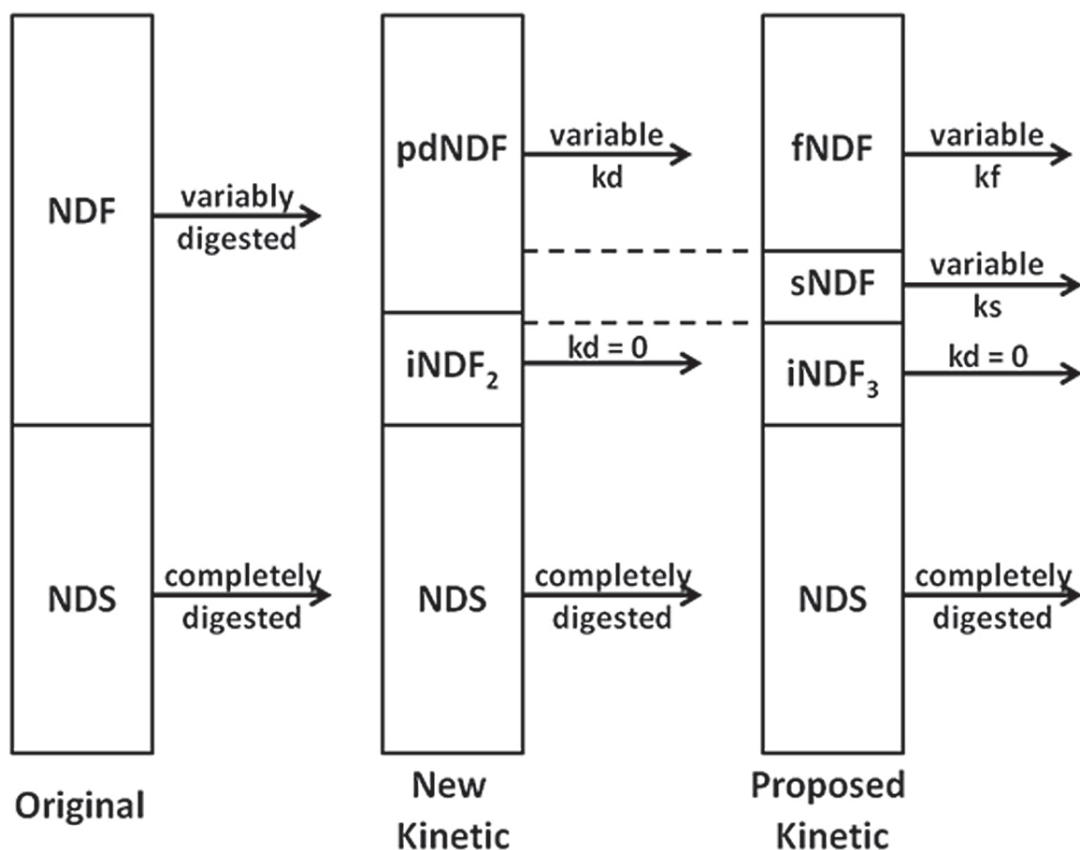 NDF
variably
digested
NDS
completely
digested
Original
pdNDF
variable
kd
iNDF₂
kd = 0
NDS
completely
digested
New
Kinetic
fNDF
variable
kf
sNDF
variable
ks
iNDF₃
kd = 0
NDS
completely
digested
Proposed
Kinetic